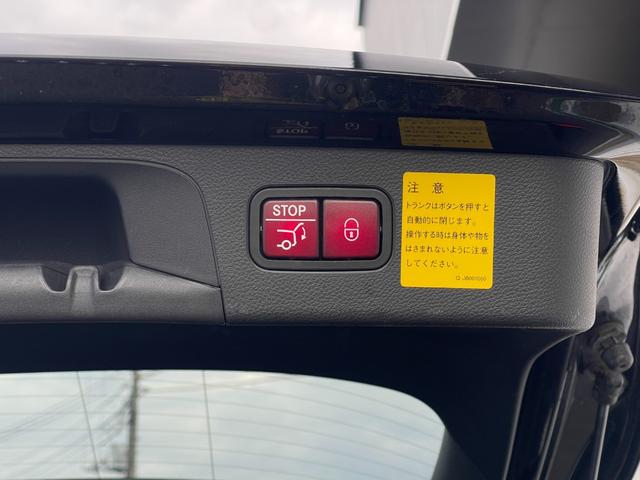 STOP
注 意
トランクはボタンを押すと
自動的に閉じます。
操作する時は身体や物を
はさまれないように注意
してください。